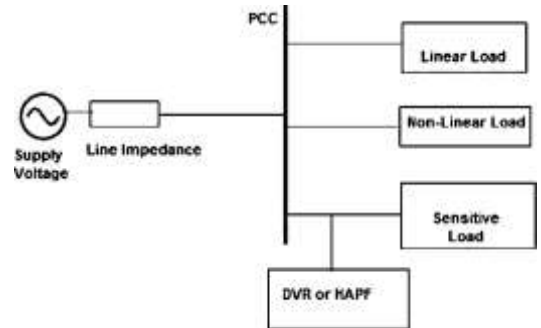 PCC
Linear Load
Non-Linear Load
Supply
Voltage
Line Impedance
Sensitive
Load
DVR or HAPF